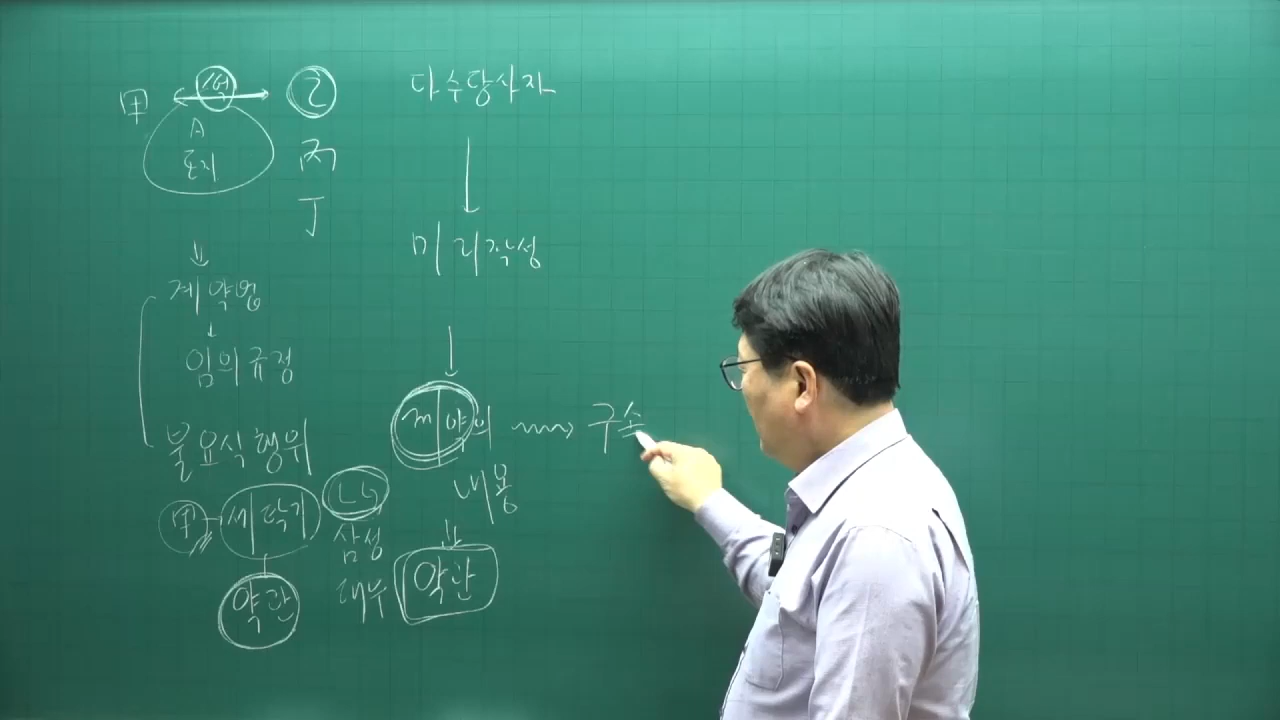 甲 1억 乙
A
토지
丙
丁
계약법
임의규정
불요식행위
甲 세탁기 LG
삼성
대우
약관
다수당사자
미리작성
계약의 구속
내용
약관